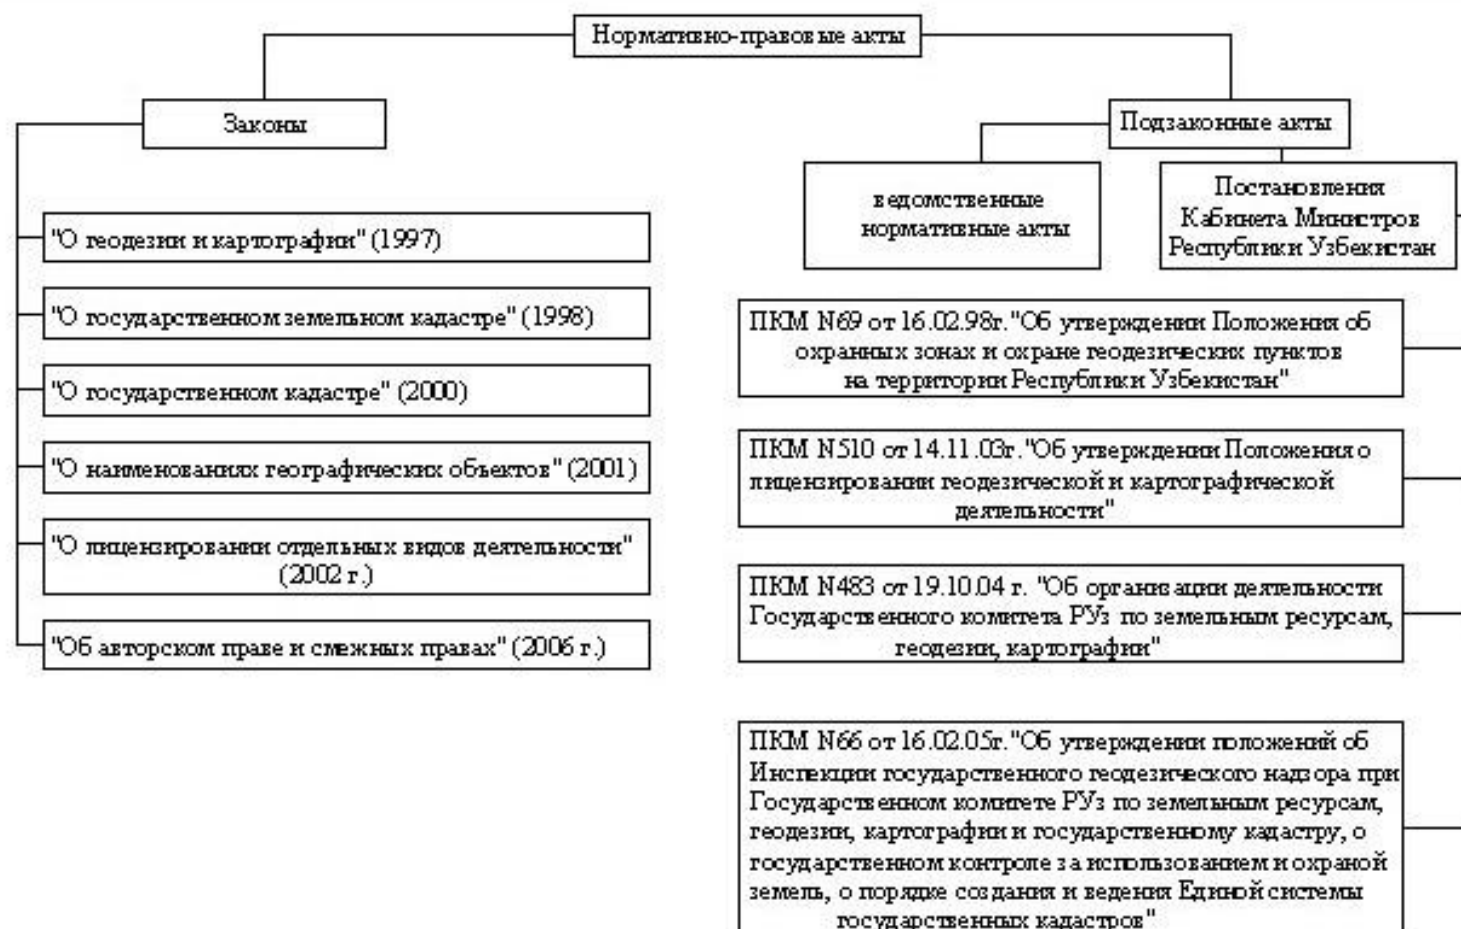 Нормативно-правовые акты
Законы
"О геодезии и картографии" (1997)
"О государственном земельном кадастре" (1998)
"О государственном кадастре" (2000)
"О наименованиях географических объектов" (2001)
"О лицензировании отдельных видов деятельности"
(2002 г.)
"Об авторском праве и смежных правах" (2006 г.)
Подзаконные акты
ведомственные
нормативные акты
Постановления
Кабинета Министров
Республики Узбекистан
ПКМ N69 от 16.02.98г."Об утверждении Положения об
охранных зонах и охране геодезических пунктов
на территории Республики Узбекистан"
ПКМ N510 от 14.11.03г."Об утверждении Положения о
лицензировании геодезической и картографической
деятельности"
ПКМ N483 от 19.10.04 г. "Об организации деятельности
Государственного комитета РУз по земельным ресурсам,
геодезии, картографии"
ПКМ N66 от 16.02.05г."Об утверждении положений об
Инспекции государственного геодезического надзора при
Государственном комитете РУз по земельным ресурсам,
геодезии, картографии и государственному кадастру, о
государственном контроле за использованием и охраной
земель, о порядке создания и ведения Единой системы
государственных кадастров"